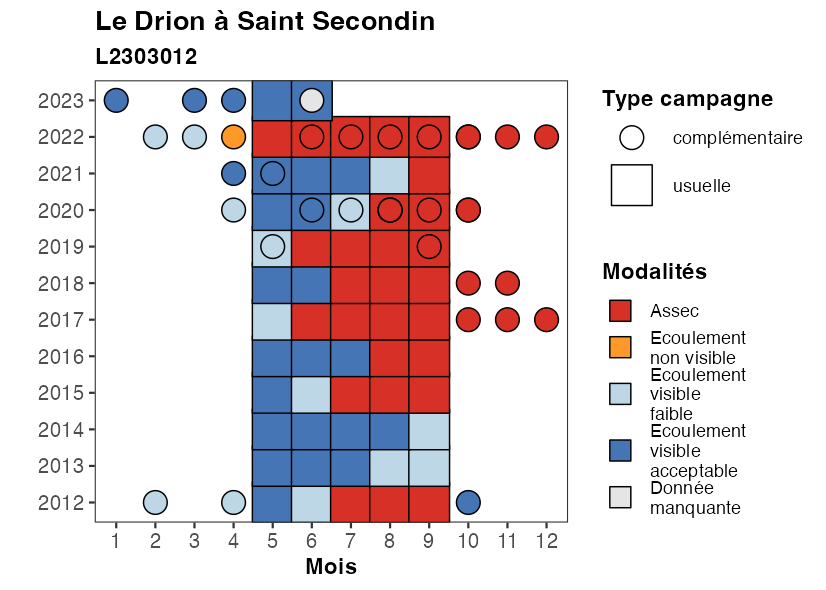 Le Drion à Saint Secondin
L2303012
2023
2022
2021
2020
2019
2018
2017
2016
2015
2014
2013
2012
1 2 3 4 5 6 7 8 9 10 11 12
Mois
Type campagne
complémentaire
usuelle
Modalités
Assec
Ecoulement
non visible
Ecoulement
visible
faible
Ecoulement
visible
acceptable
Donnée
manquante